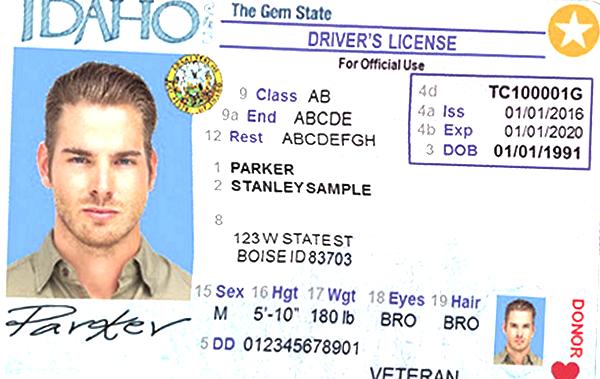 IDAHO
The Gem State
DRIVER'S LICENSE
For Official Use
9 Class AB
9a End ABCDE
12 Rest ABCDEFGH
4d TC100001G
4a Iss 01/01/2016
4b Exp 01/01/2020
3 DOB 01/01/1991
1 PARKER
2 STANLEY SAMPLE
8
123 W STATE ST
BOISE ID 83703
15 Sex 16 Hgt 17 Wgt 18 Eyes 19 Hair
M 5'-10" 180 lb BRO BRO
5 DD 012345678901
Parker
DONOR
VETERAN